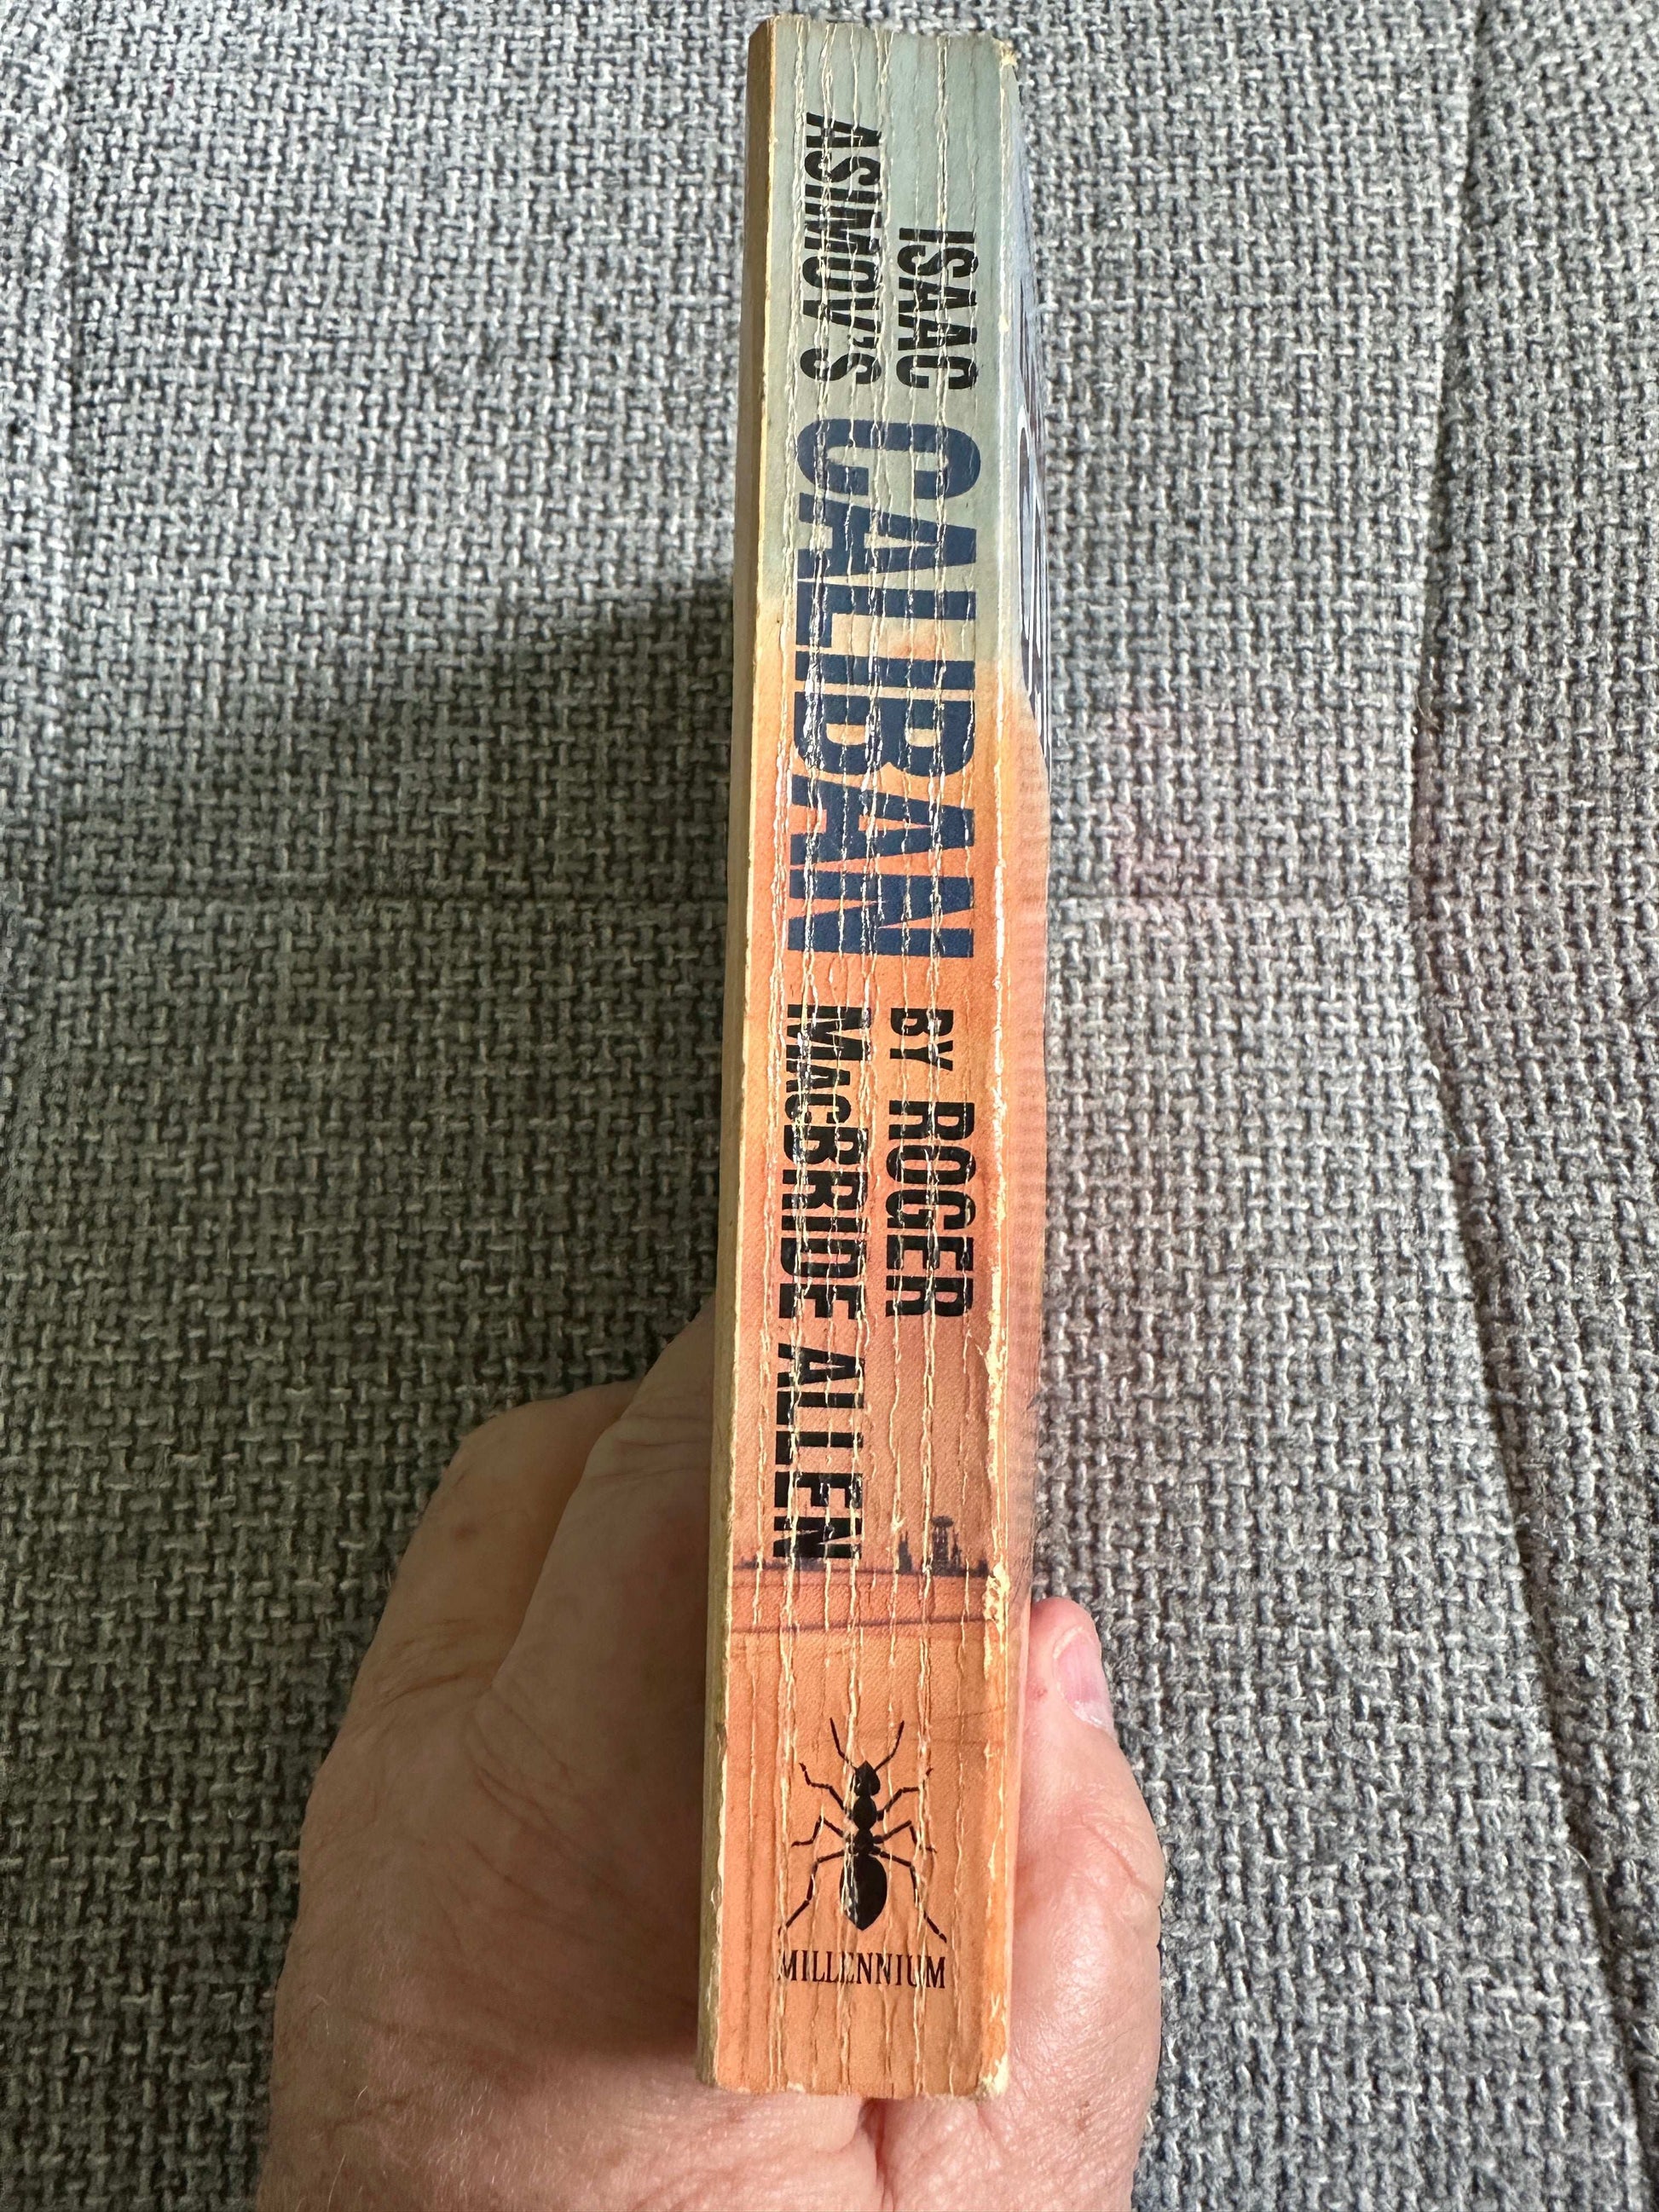 ISAAC
ASIMOV'S
CALIBAN
BY ROGER
MACBRIDE ALLEN
MILLENNIUM